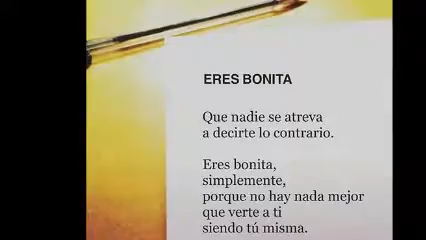 ERES BONITA
Que nadie se atreva
a decirte lo contrario.
Eres bonita,
simplemente,
porque no hay nada mejor
que verte a ti
siendo tú misma.